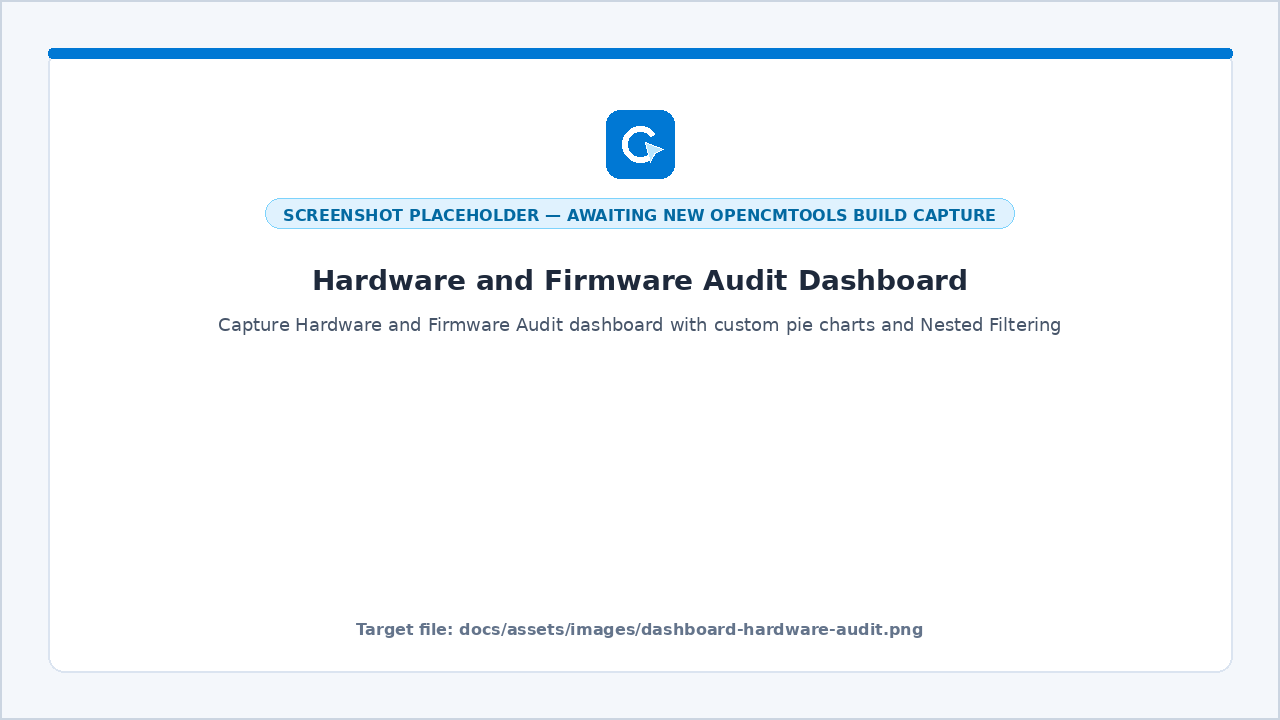 SCREENSHOT PLACEHOLDER — AWAITING NEW OPENCMTOOLS BUILD CAPTURE
Hardware and Firmware Audit Dashboard
Capture Hardware and Firmware Audit dashboard with custom pie charts and Nested Filtering
Target file: docs/assets/images/dashboard-hardware-audit.png